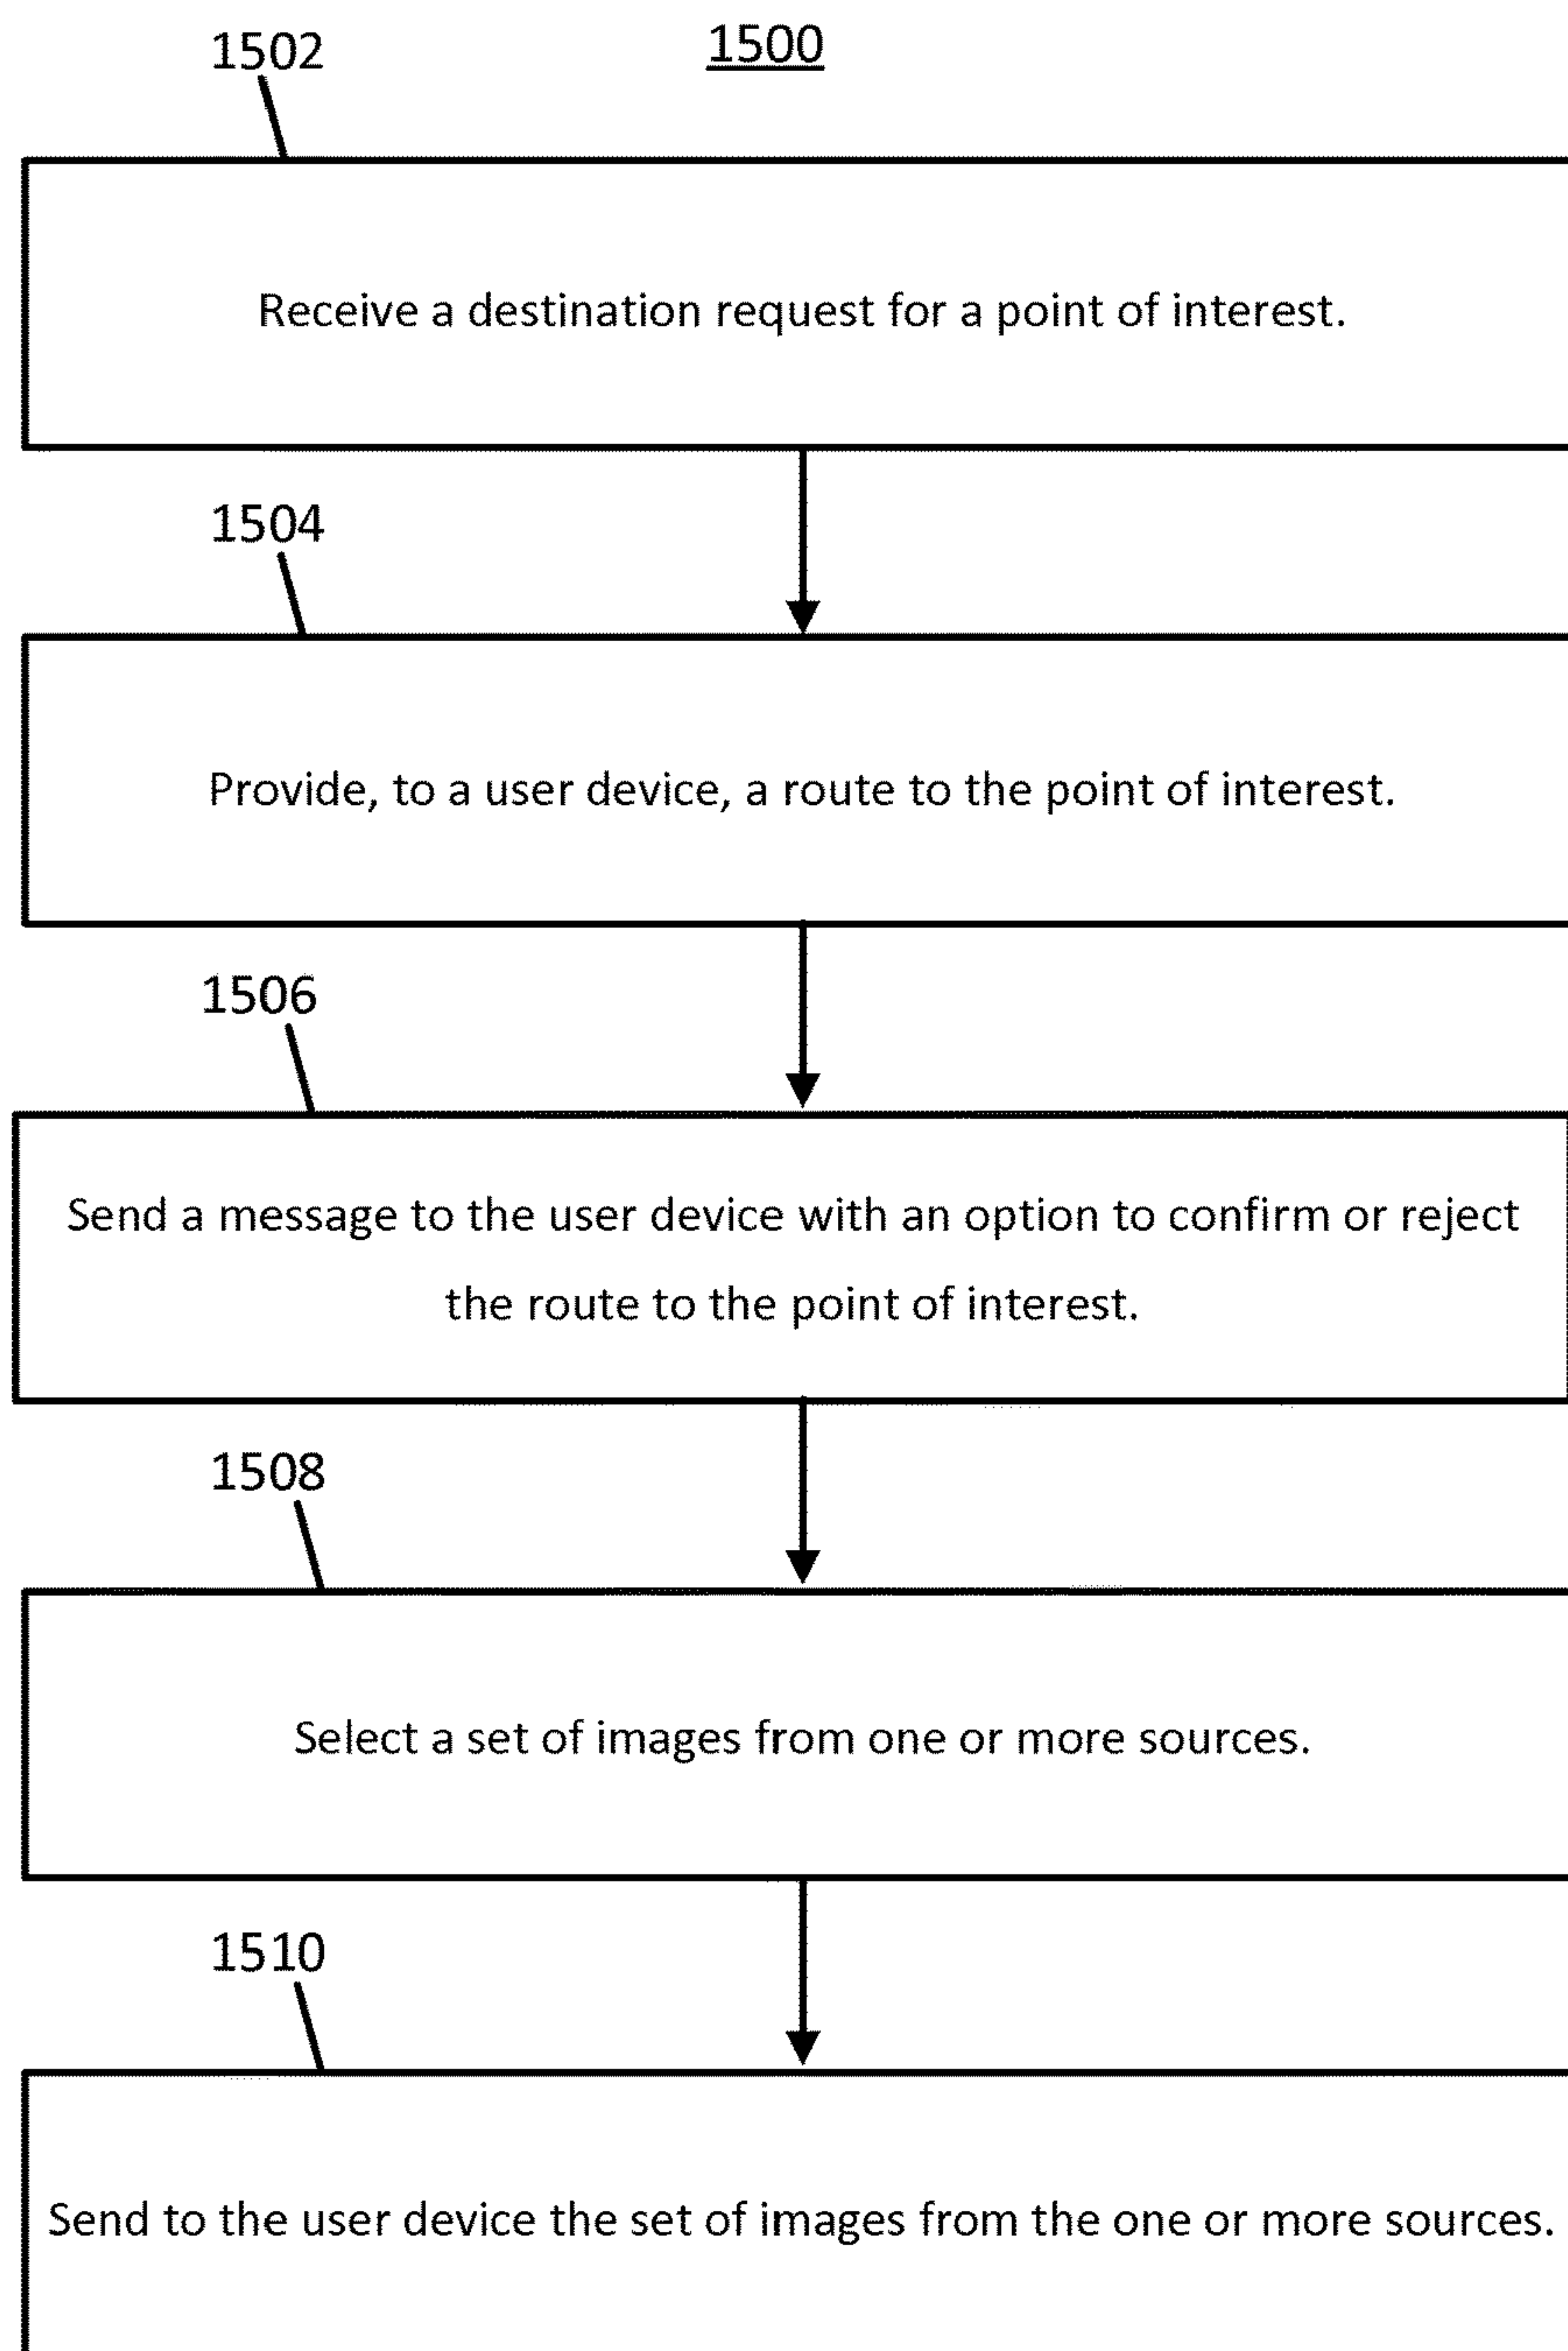 1500
1502
Receive a destination request for a point of interest.
1504
Provide, to a user device, a route to the point of interest.
1506
Send a message to the user device with an option to confirm or reject
the route to the point of interest.
1508
Select a set of images from one or more sources.
1510
Send to the user device the set of images from the one or more sources.